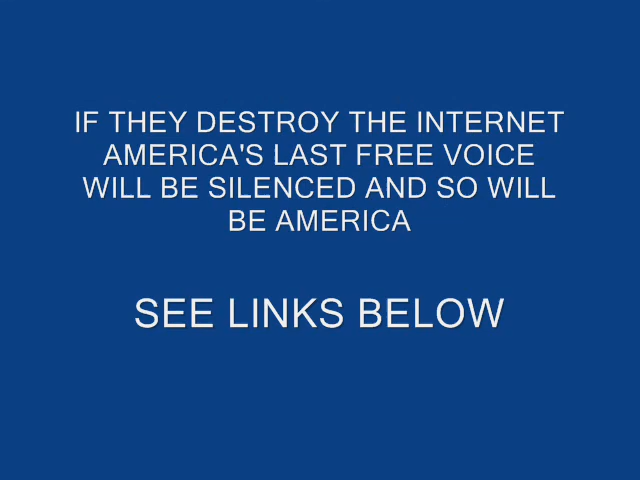 IF THEY DESTROY THE INTERNET
AMERICA'S LAST FREE VOICE
WILL BE SILENCED AND SO WILL
BE AMERICA
SEE LINKS BELOW